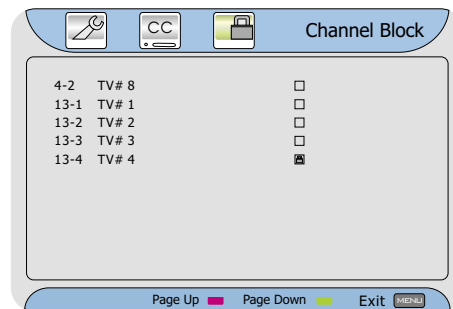 CC Channel Block
4-2 TV# 8
13-1 TV# 1
13-2 TV# 2
13-3 TV# 3
13-4 TV# 4
Page Up Page Down Exit MENU